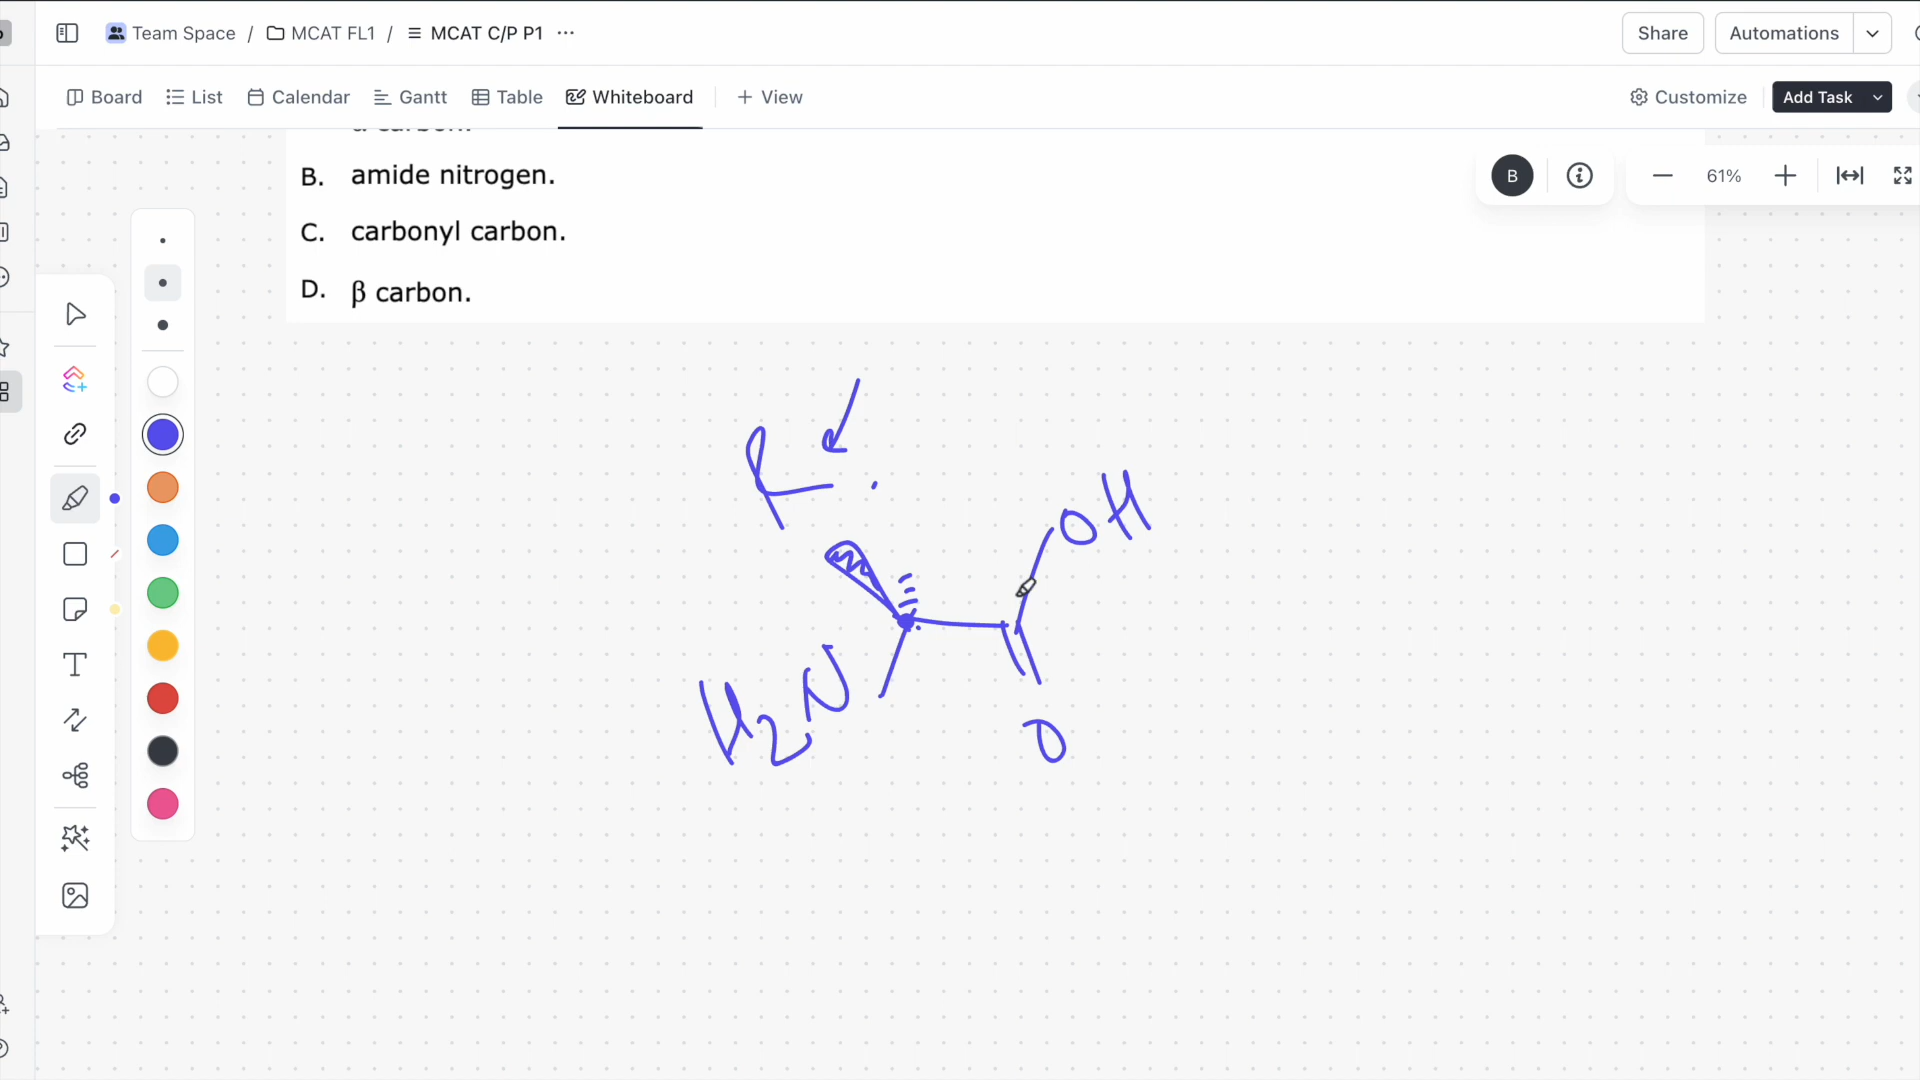 Team Space / MCAT FL1 / MCAT C/P P1 ...
Share
Automations
Board
List
Calendar
Gantt
Table
Whiteboard
+ View
Customize
Add Task
B. amide nitrogen.
C. carbonyl carbon.
D. β carbon.
B
61%
R
OH
H2N
O
T